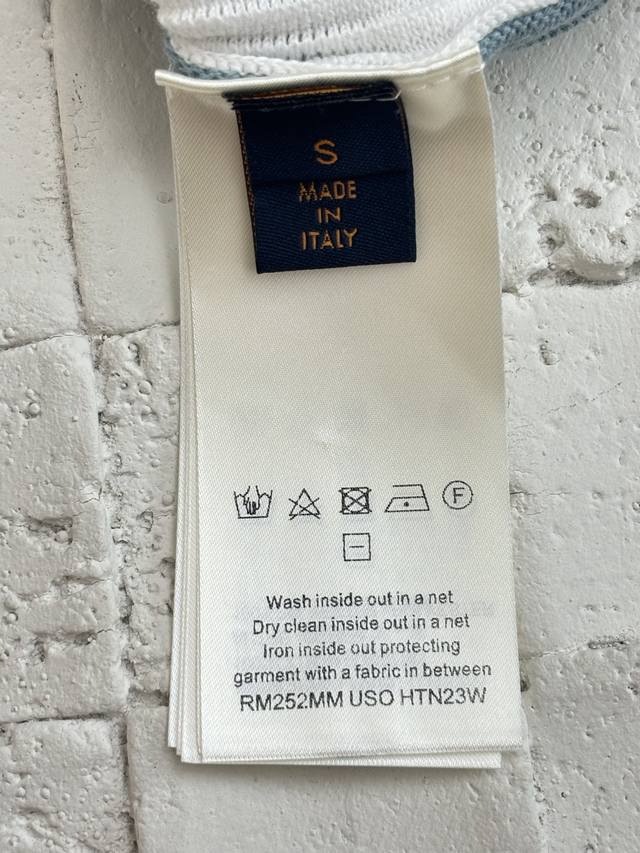 S
MADE
IN
ITALY
F
Wash inside out in a net
Dry clean inside out in a net
Iron inside out protecting
garment with a fabric in between
RM252MM USO HTN23W